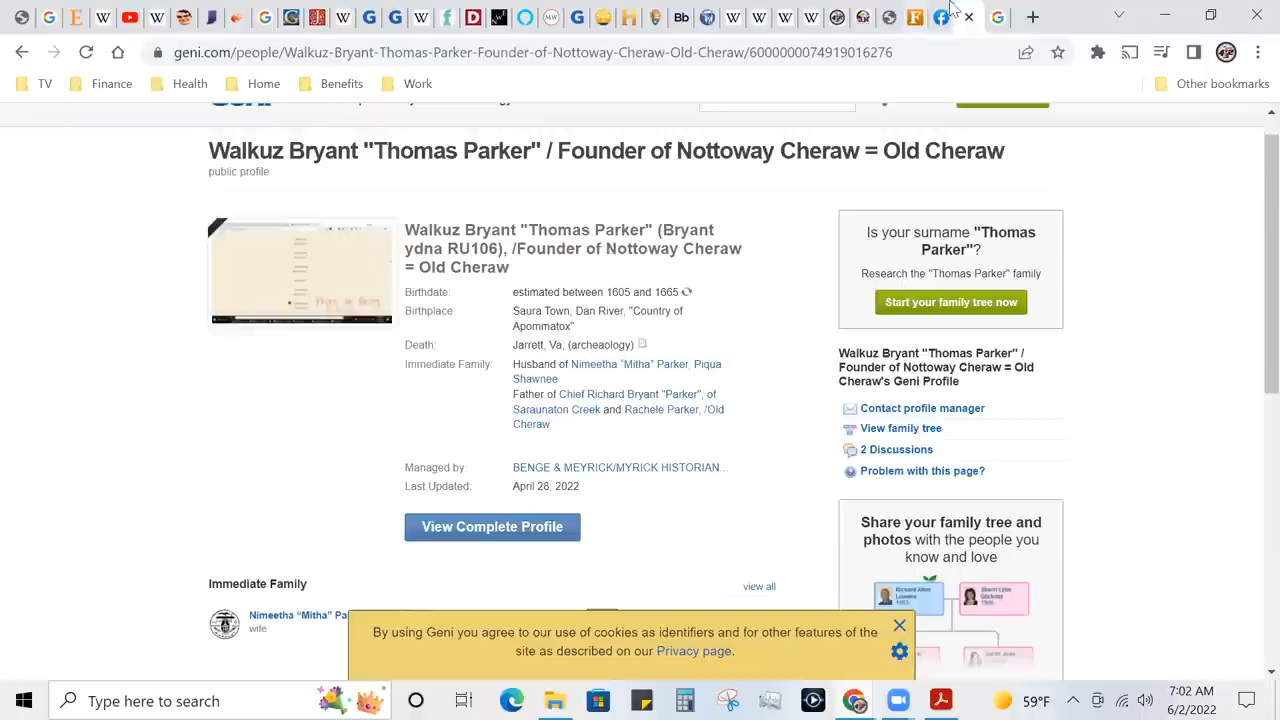 geni.com/people/Walkuz-Bryant-Thomas-Parker-Founder-of-Nottoway-Cheraw-Old-Cheraw/6000000074919016276
TV Finance Health Home Benefits Work Other bookmarks
Walkuz Bryant "Thomas Parker" / Founder of Nottoway Cheraw = Old Cheraw
public profile
Walkuz Bryant "Thomas Parker" (Bryant
ydna RU106), /Founder of Nottoway Cheraw
= Old Cheraw
Birthdate: estimated between 1605 and 1665
Birthplace Saura Town, Dan River, "Country of
Apommatox"
Death: Jarrett, Va, (archeaology)
Immediate Family: Husband of Nimeetha "Mitha" Parker, Piqua
Shawnee
Father of Chief Richard Bryant "Parker", of
Saraunaton Creek and Rachele Parker, /Old
Cheraw
Managed by: BENGE & MEYRICK/MYRICK HISTORIAN...
Last Updated: April 28, 2022
View Complete Profile
Immediate Family view all
Nimeetha “Mitha” Pa
wife
Is your surname "Thomas
Parker"?
Research the "Thomas Parker" family
Start your family tree now
Walkuz Bryant "Thomas Parker" /
Founder of Nottoway Cheraw = Old
Cheraw's Geni Profile
Contact profile manager
View family tree
2 Discussions
Problem with this page?
Share your family tree and
photos with the people you
know and love
By using Geni you agree to our use of cookies as identifiers and for other features of the
site as described on our Privacy page.
Type here to search
59°F
7:02 AM
6/2/2022